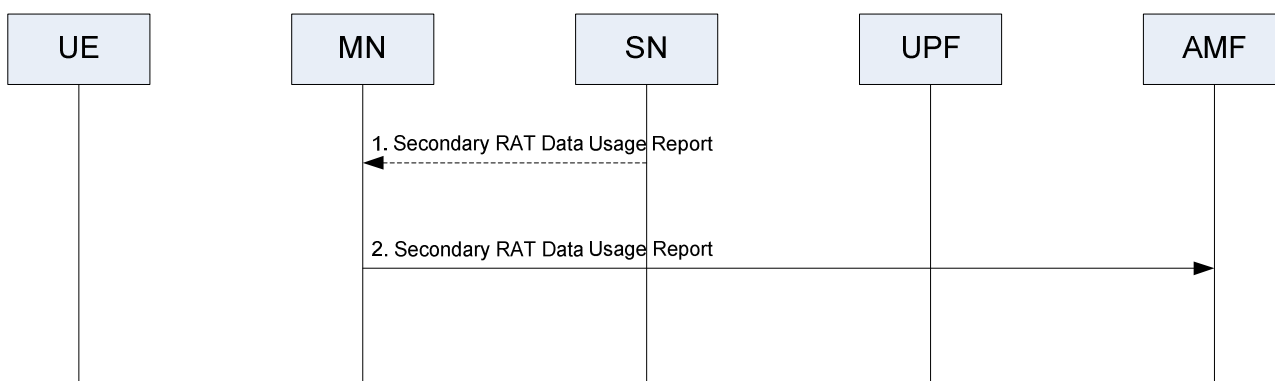 UE
MN
SN
UPF
AMF
1. Secondary RAT Data Usage Report
2. Secondary RAT Data Usage Report